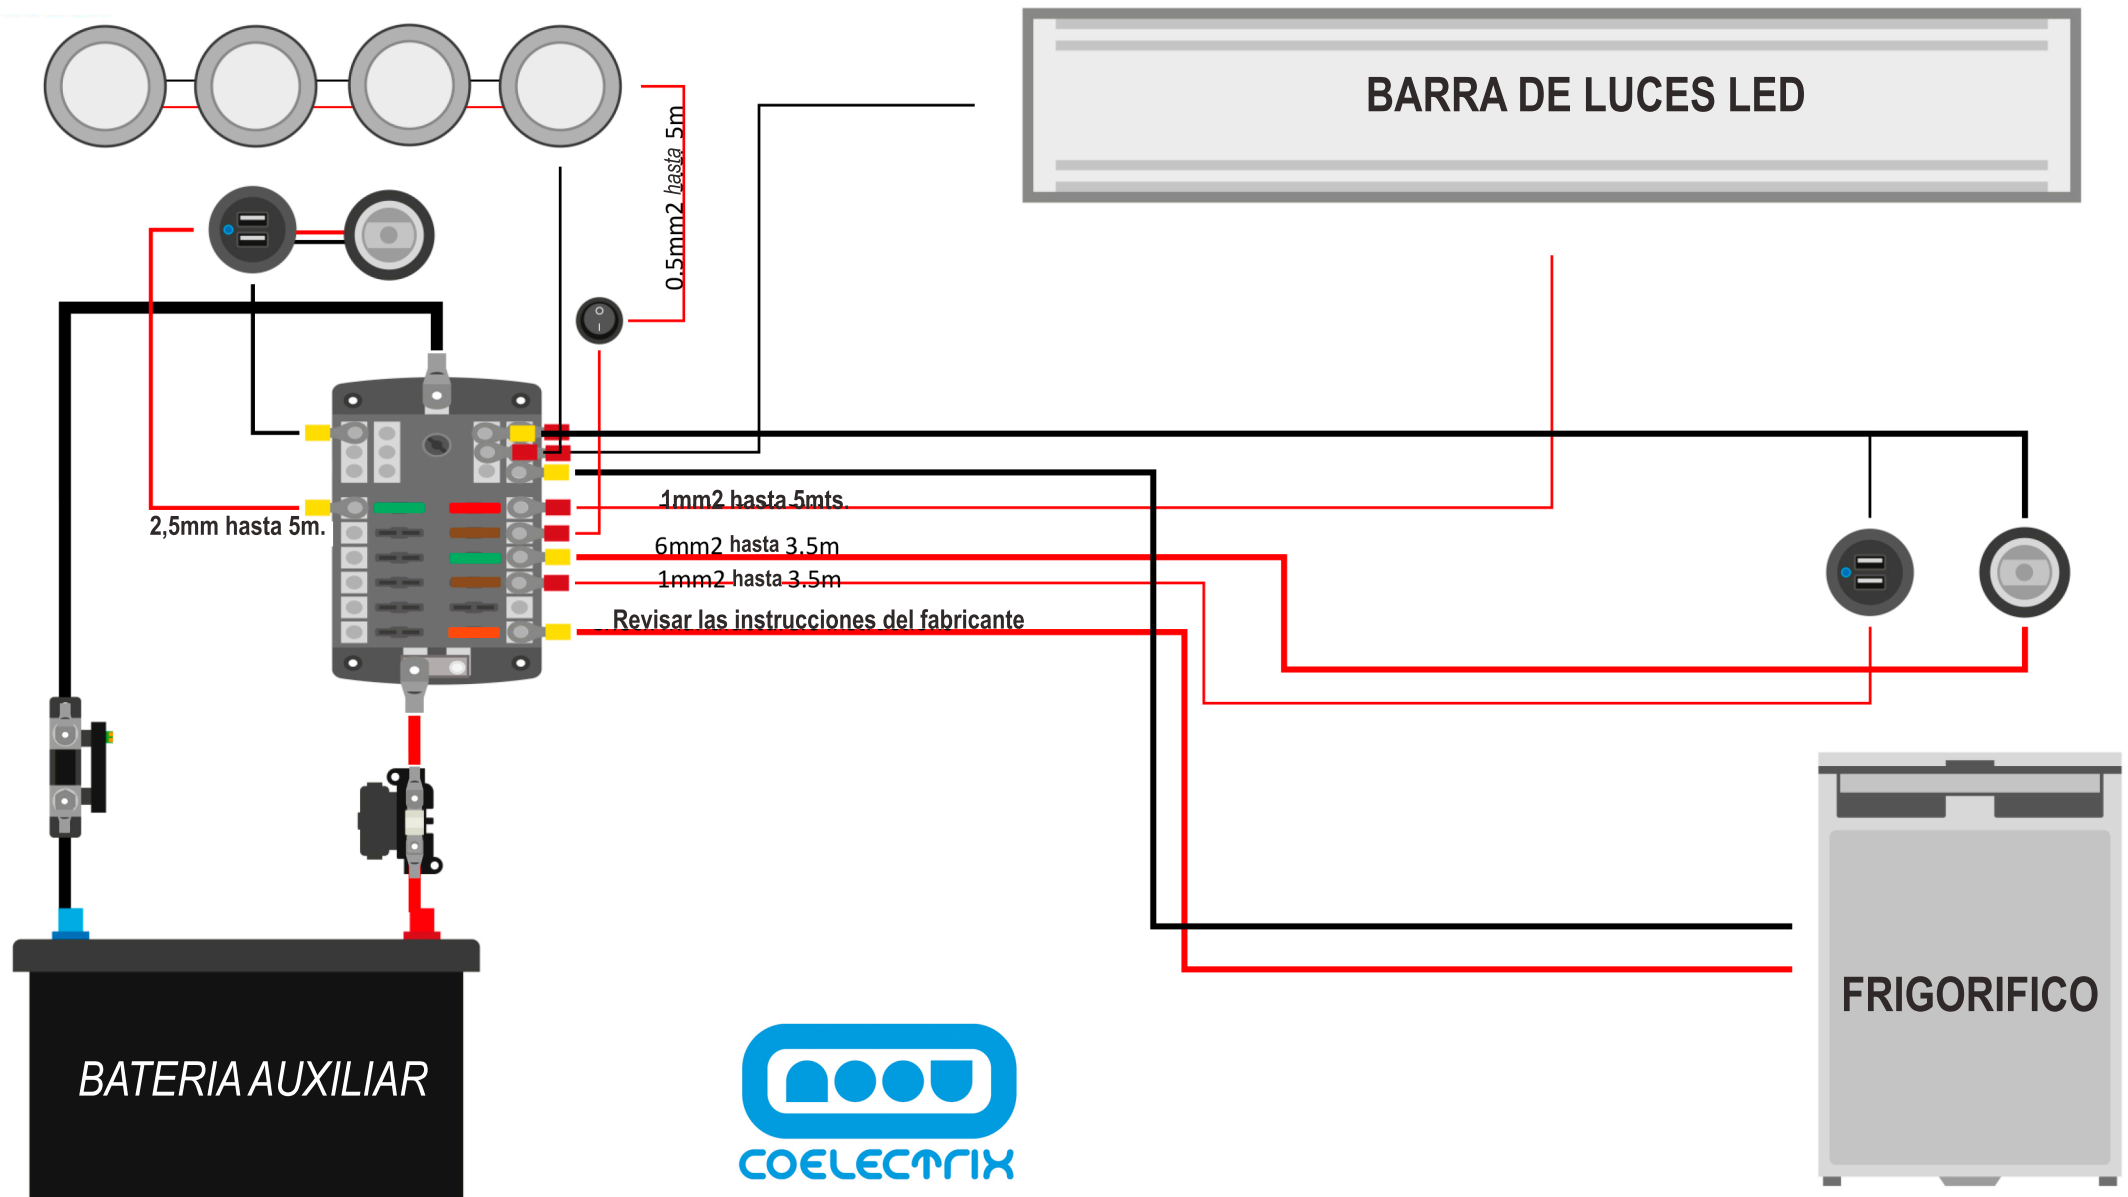 BARRA DE LUCES LED
0.5mm2 hasta 5m
2,5mm hasta 5m.
1mm2 hasta 5mts.
6mm2 hasta 3.5m
1mm2 hasta 3.5m
Revisar las instrucciones del fabricante
FRIGORIFICO
BATERIA AUXILIAR
COELECTRIX